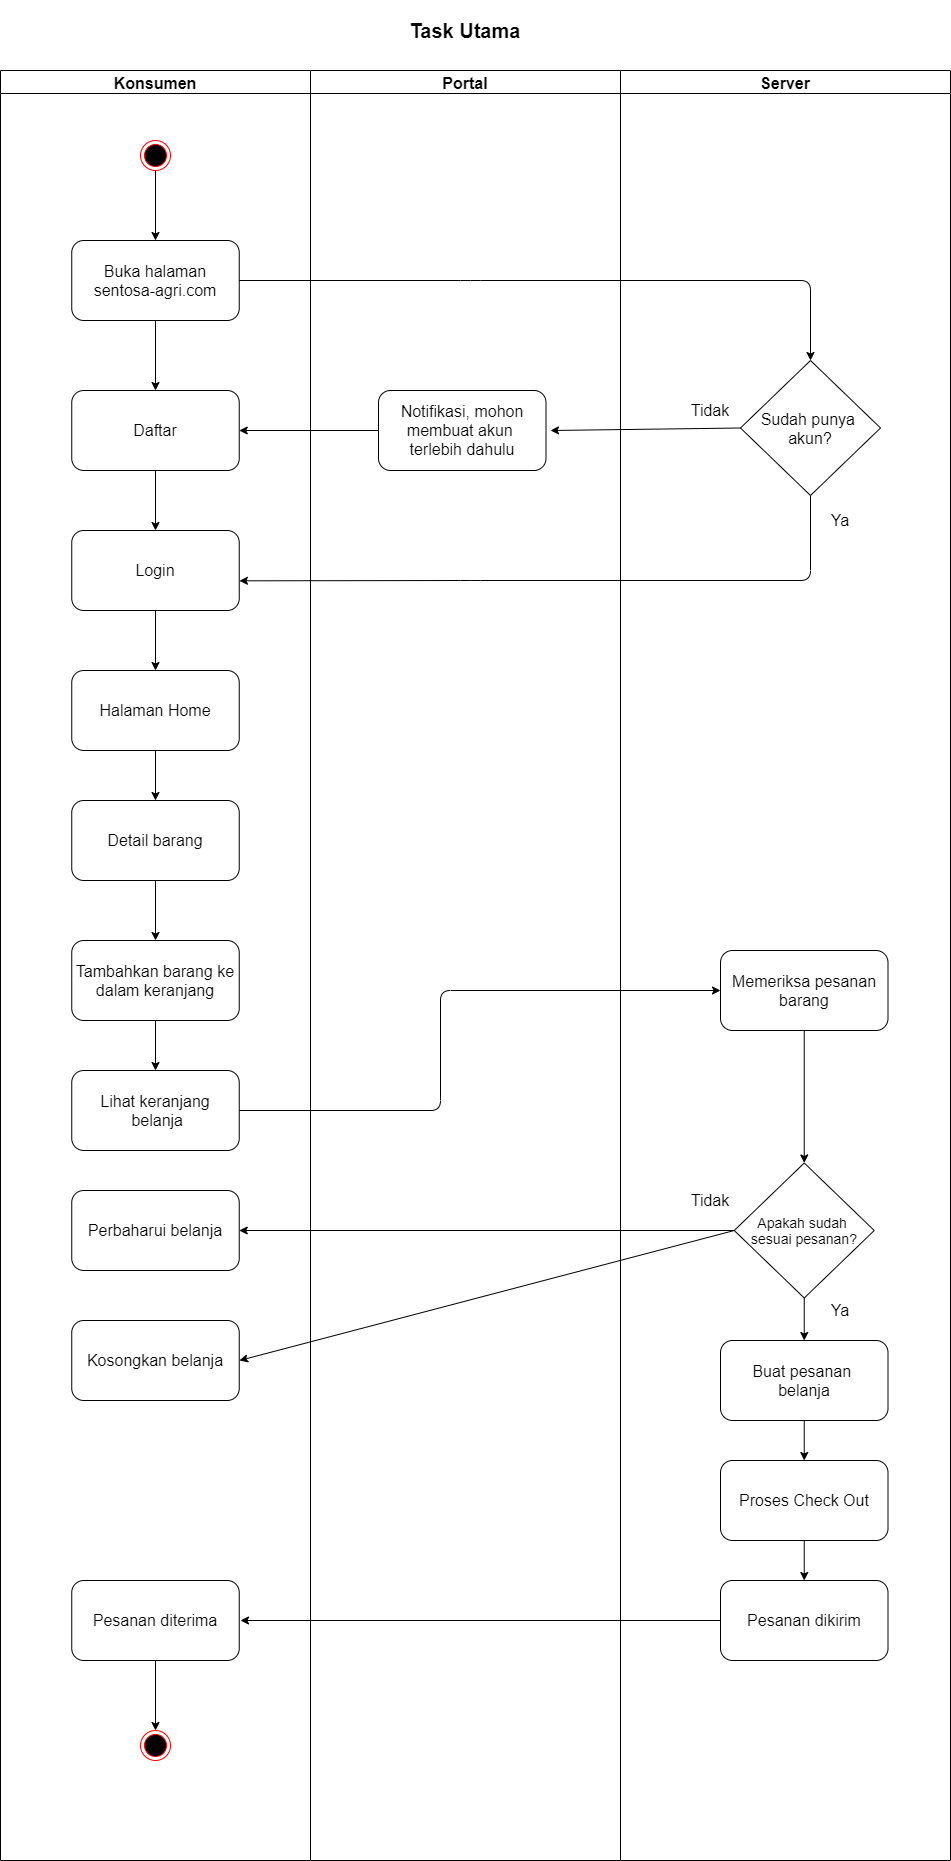 Task Utama
Konsumen
Portal
Server
Buka halaman
sentosa-agri.com
Daftar
Notifikasi, mohon
membuat akun
terlebih dahulu
Tidak
Sudah punya
akun?
Ya
Login
Halaman Home
Detail barang
Tambahkan barang ke
dalam keranjang
Memeriksa pesanan
barang
Lihat keranjang
belanja
Tidak
Perbaharui belanja
Apakah sudah
sesuai pesanan?
Ya
Kosongkan belanja
Buat pesanan
belanja
Proses Check Out
Pesanan diterima
Pesanan dikirim